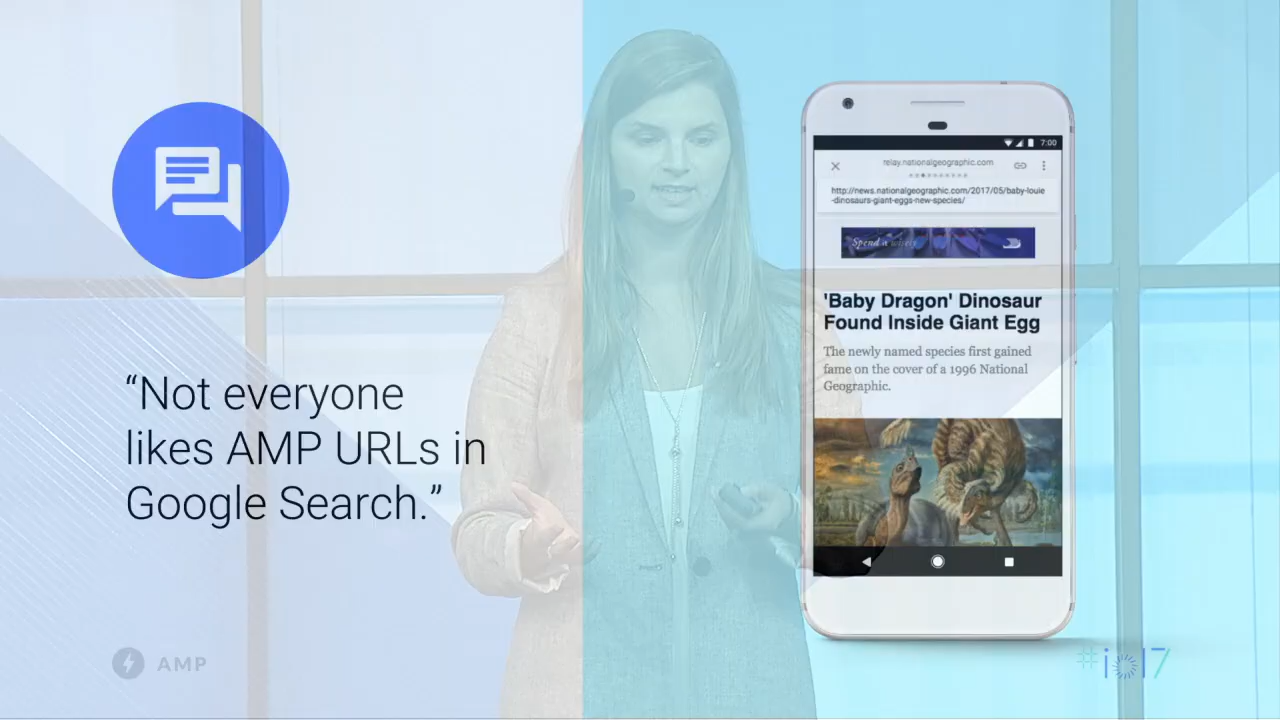 “Not everyone
likes AMP URLs in
Google Search.”
AMP
7:00
relay.nationalgeographic.com
http://news.nationalgeographic.com/2017/05/baby-louie
-dinosaurs-giant-eggs-new-species/
Spend a
'Baby Dragon' Dinosaur
Found Inside Giant Egg
The newly named species first gained
fame on the cover of a 1996 National
Geographic.
#io17